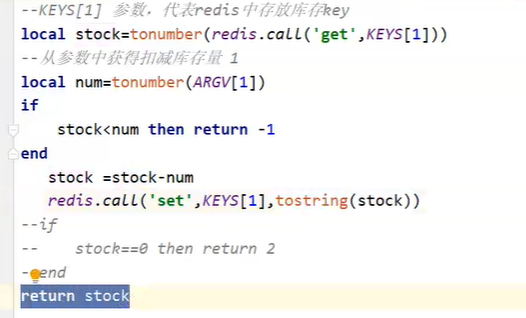 --KEYS[1] 参数，代表redis中存放库存key
local stock=tonumber(redis.call('get',KEYS[1]))
--从参数中获得扣减库存量 1
local num=tonumber(ARGV[1])
if
    stock<num then return -1
end
   stock =stock-num
   redis.call('set',KEYS[1],tostring(stock))
--if
--    stock==0 then return 2
-end
return stock